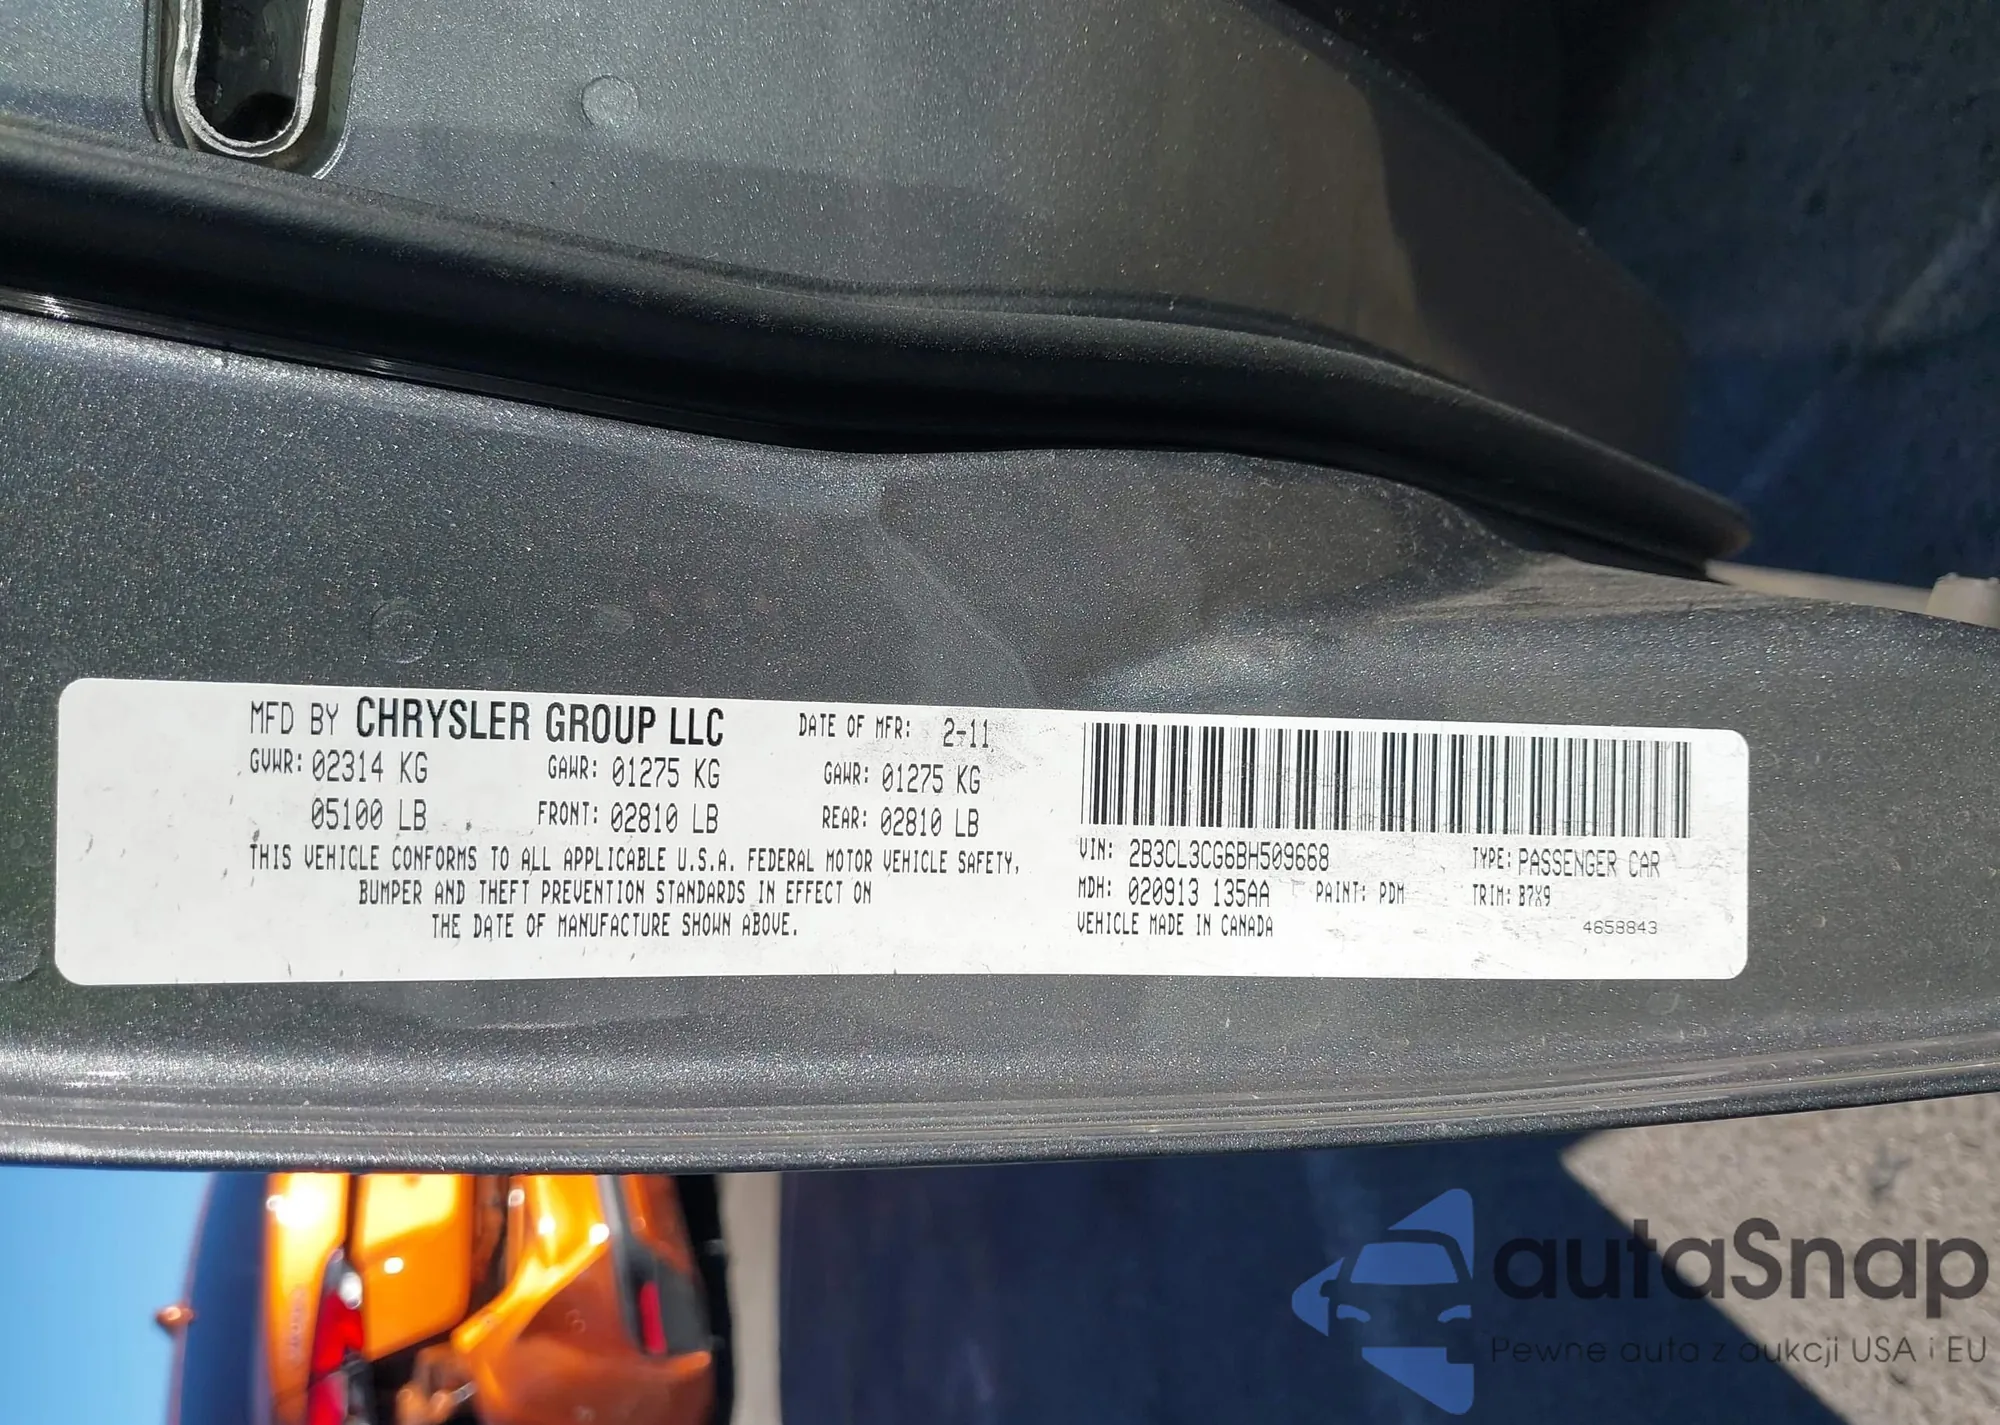 MFD BY CHRYSLER GROUP LLC DATE OF MFR: 2-11
GVWR: 02314 KG GAWR: 01275 KG GAWR: 01275 KG
05100 LB FRONT: 02810 LB REAR: 02810 LB
THIS VEHICLE CONFORMS TO ALL APPLICABLE U.S.A. FEDERAL MOTOR VEHICLE SAFETY,
BUMPER AND THEFT PREVENTION STANDARDS IN EFFECT ON
THE DATE OF MANUFACTURE SHOWN ABOVE.
VIN: 2B3CL3CG6BH509668 TYPE: PASSENGER CAR
MDH: 020913 135AA PAINT: PDM TRIM: B7X9
VEHICLE MADE IN CANADA 4658843
autaSnap
Pewne auta z aukcji USA i EU